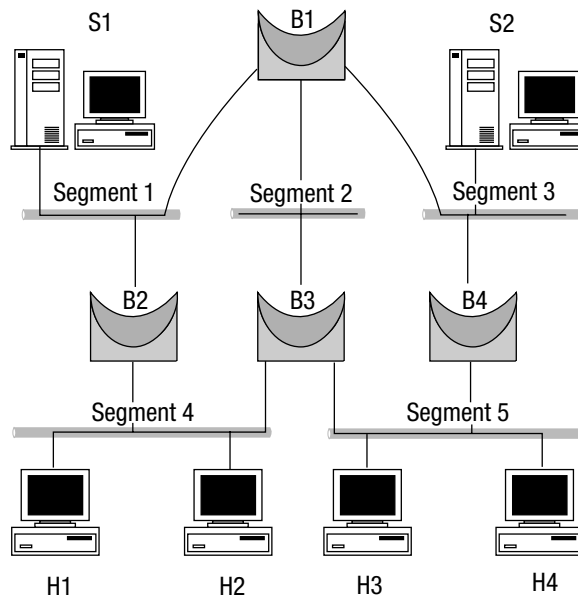 S1
B1
S2
Segment 1
Segment 2
Segment 3
B2
B3
B4
Segment 4
Segment 5
H1
H2
H3
H4